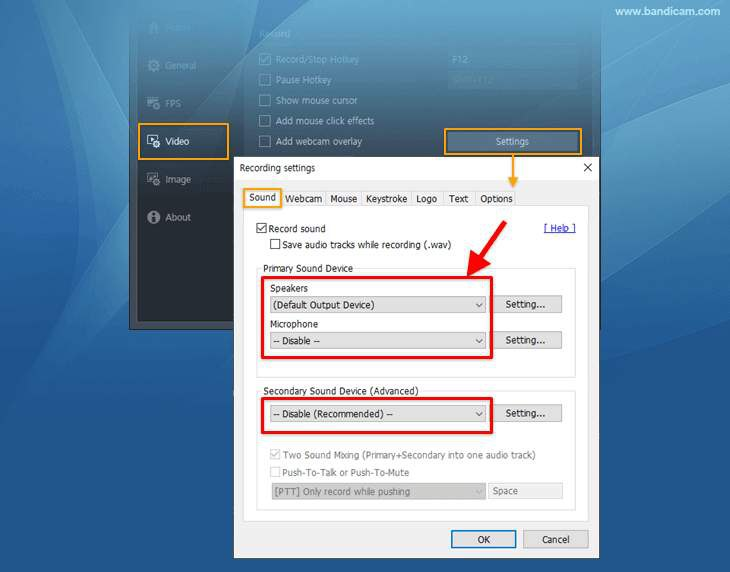 www.bandicam.com
Home
General
FPS
Video
Image
About
Record
Record/Stop Hotkey F12
Pause Hotkey Shift+F12
Show mouse cursor
Add mouse click effects
Add webcam overlay Settings
Recording settings
Sound Webcam Mouse Keystroke Logo Text Options
Record sound [ Help ]
Save audio tracks while recording (.wav)
Primary Sound Device
Speakers
(Default Output Device) Setting...
Microphone
-- Disable -- Setting...
Secondary Sound Device (Advanced)
-- Disable (Recommended) -- Setting...
Two Sound Mixing (Primary+Secondary into one audio track)
Push-To-Talk or Push-To-Mute
[PTT] Only record while pushing Space
OK Cancel